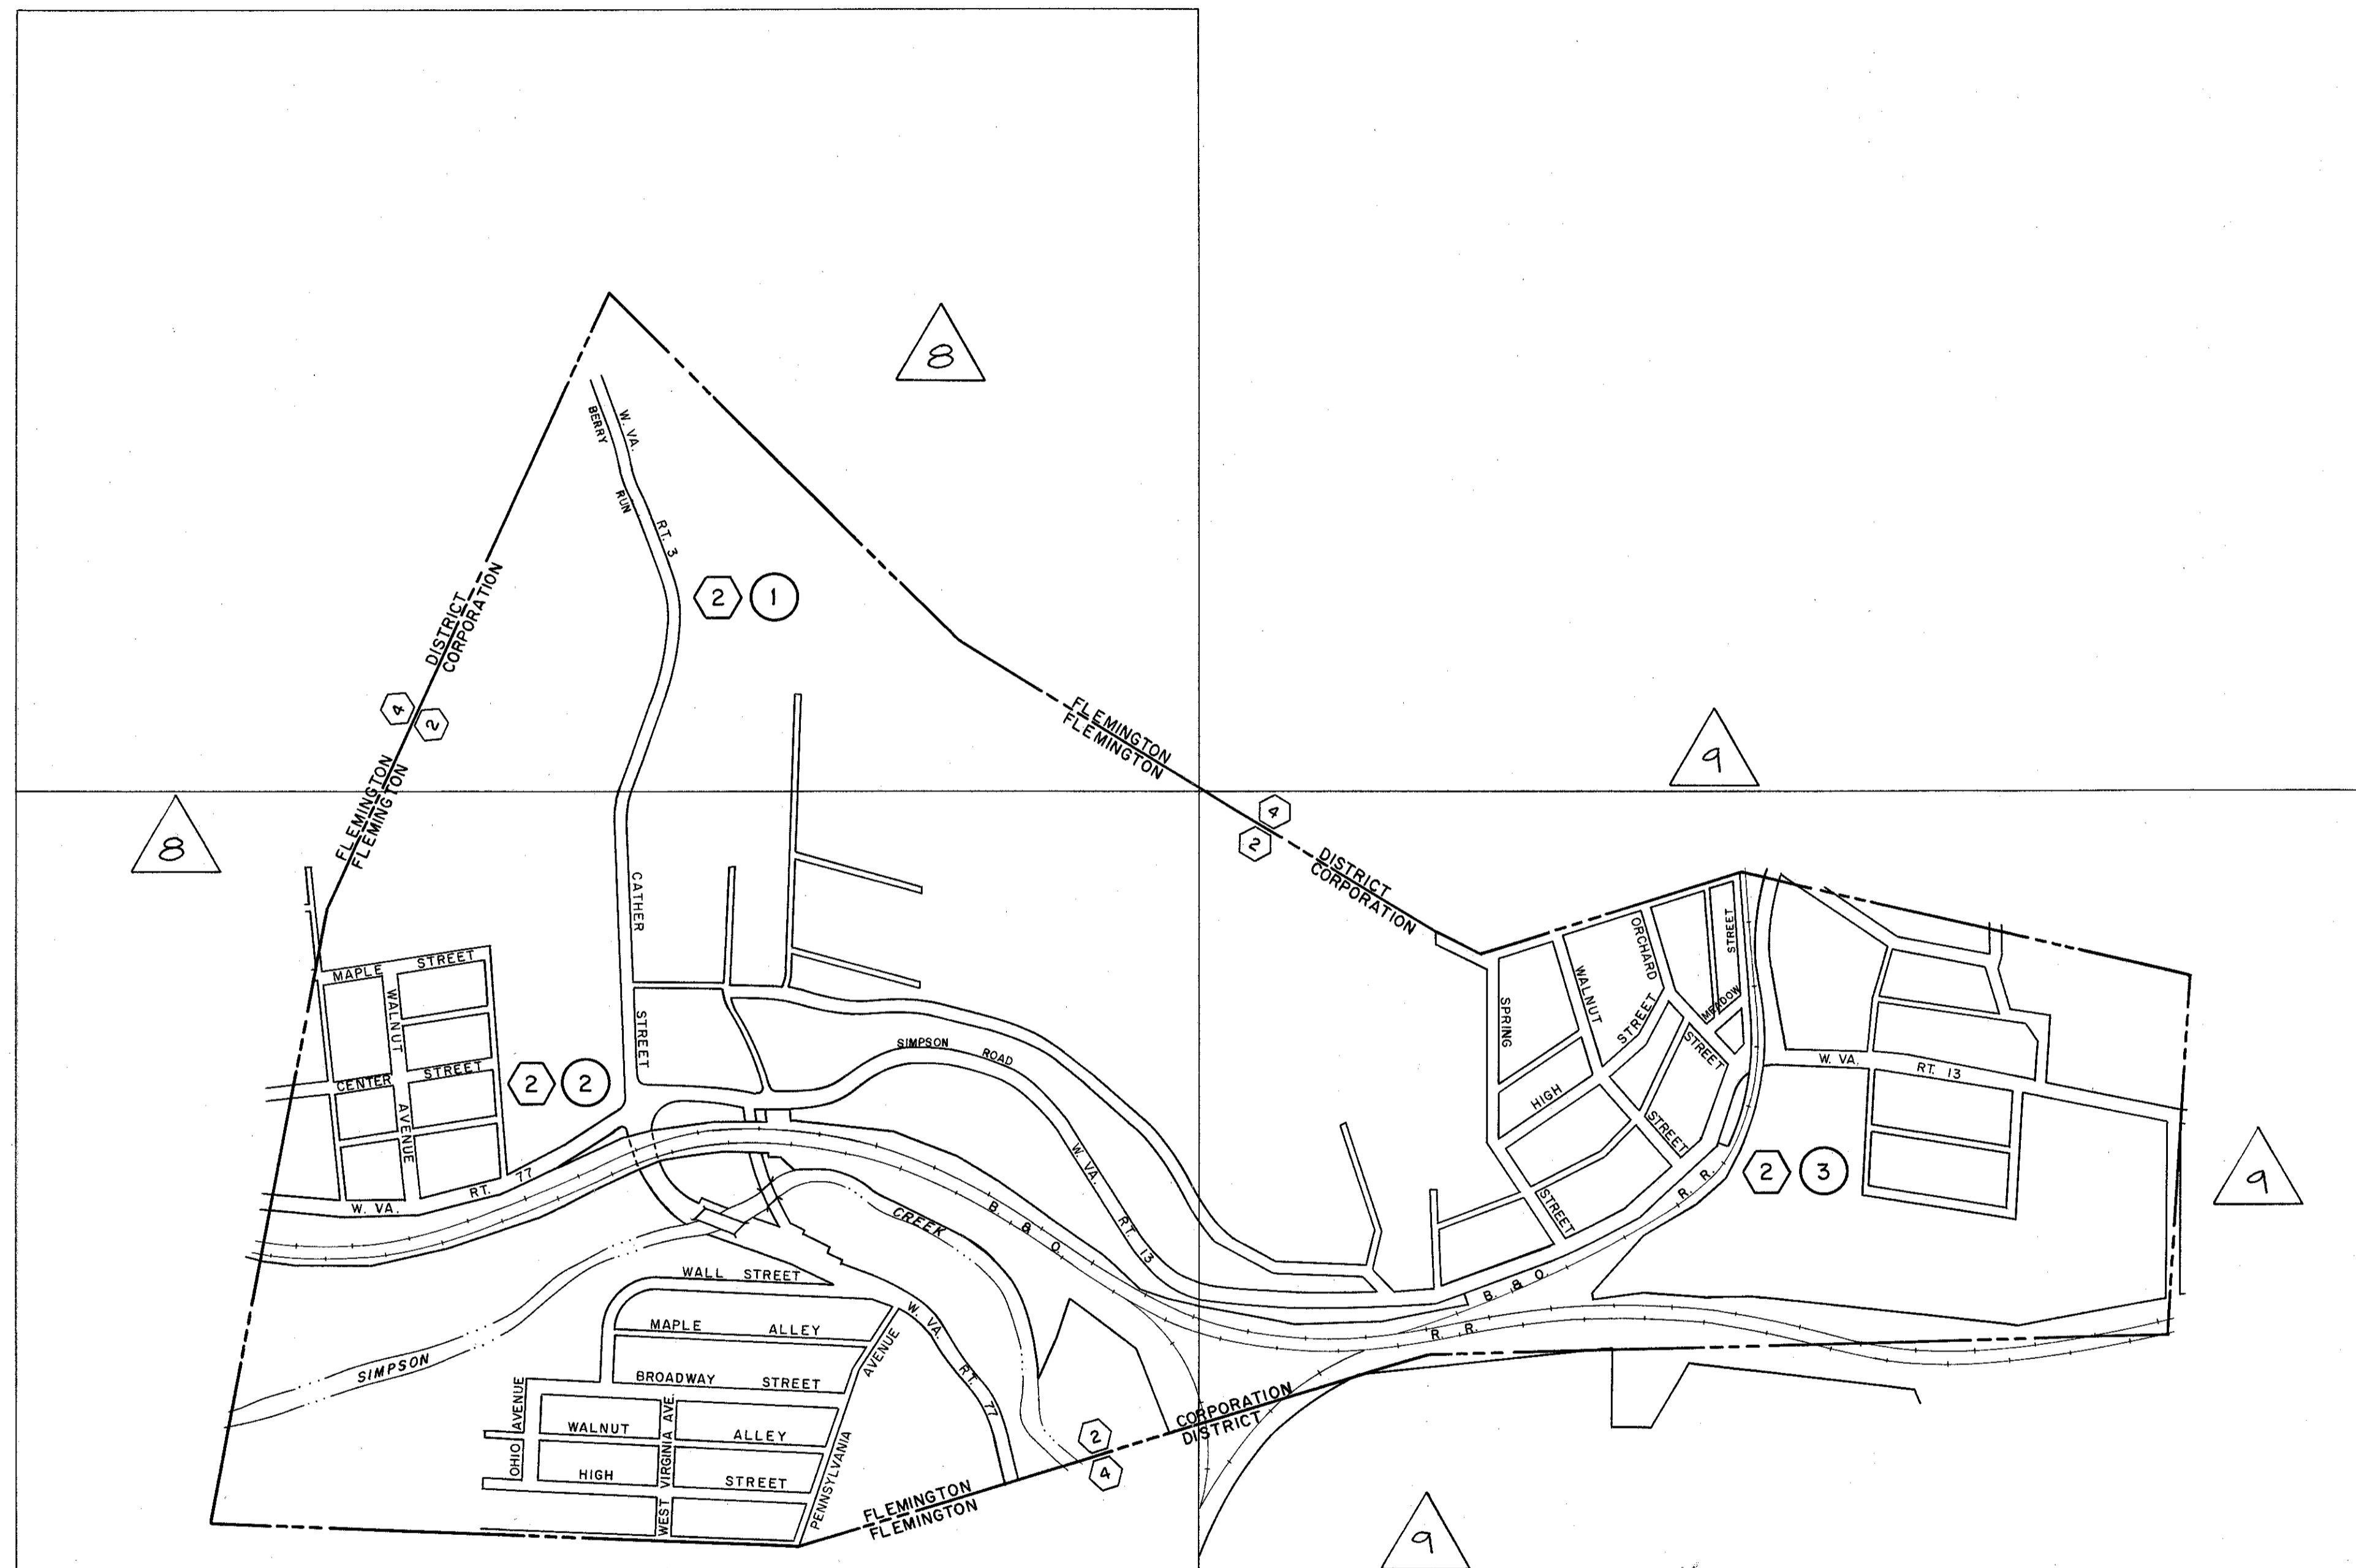 8
BERRY RUN
W. VA. RT. 3
2 1
DISTRICT
CORPORATION
4
2
FLEMINGTON
FLEMINGTON
FLEMINGTON
FLEMINGTON
9
8
4
2
DISTRICT
CORPORATION
CATHER STREET
MAPLE STREET
WALNUT AVENUE
CENTER STREET
2 2
SIMPSON ROAD
W. VA. RT. 13
W. VA. RT. 77
B. & O. R. R.
SIMPSON CREEK
SPRING STREET
WALNUT STREET
ORCHARD STREET
MEADOW STREET
HIGH STREET
B. & O. R. R.
W. VA. RT. 13
2 3
9
WALL STREET
MAPLE ALLEY
BROADWAY STREET
WALNUT ALLEY
HIGH STREET
OHIO AVENUE
WEST VIRGINIA AVE.
PENNSYLVANIA AVENUE
W. VA. RT. 77
2
4
CORPORATION
DISTRICT
FLEMINGTON
FLEMINGTON
9